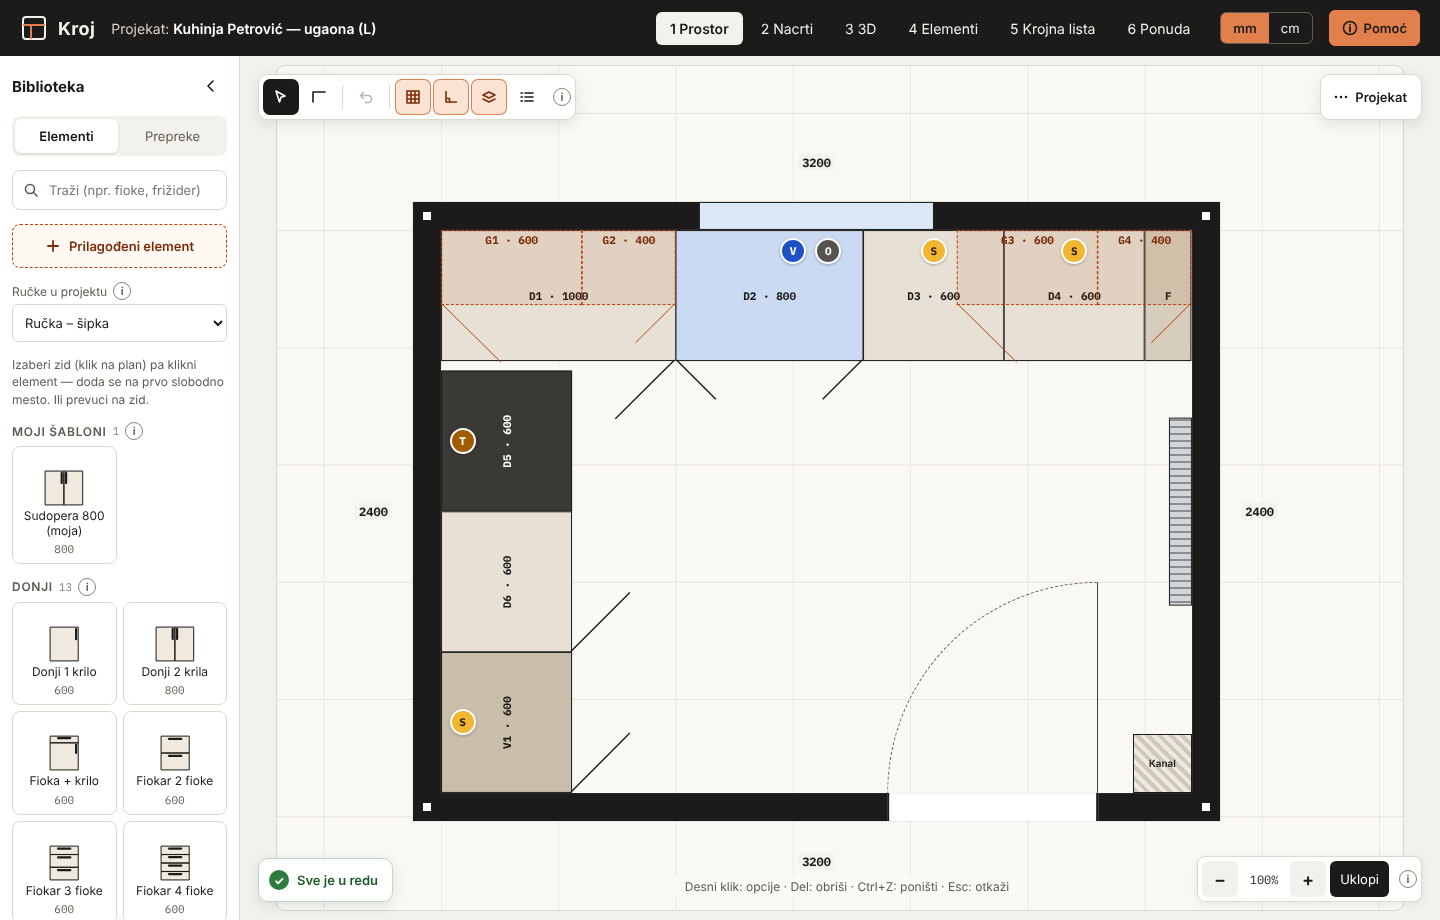 Kroj
Projekat: Kuhinja Petrović — ugaona (L)
1 Prostor
2 Nacrti
3 3D
4 Elementi
5 Krojna lista
6 Ponuda
mm
cm
Pomoć
Biblioteka
Elementi
Prepreke
Traži (npr. fioke, frižider)
Prilagođeni element
Ručke u projektu
Ručka – šipka
Izaberi zid (klik na plan) pa klikni
element — doda se na prvo slobodno
mesto. Ili prevuci na zid.
MOJI ŠABLONI 1
Sudopera 800
(moja)
800
DONJI 13
Donji 1 krilo
600
Donji 2 krila
800
Fioka + krilo
600
Fiokar 2 fioke
600
Fiokar 3 fioke
600
Fiokar 4 fioke
600
Projekat
3200
G1 · 600
G2 · 400
V
O
S
G3 · 600
S
G4 · 400
D1 · 1000
D2 · 800
D3 · 600
D4 · 600
F
T
D5 · 600
2400
2400
D6 · 600
S
V1 · 600
Kanal
3200
Sve je u redu
Desni klik: opcije · Del: obriši · Ctrl+Z: poništi · Esc: otkaži
−
100%
+
Uklopi